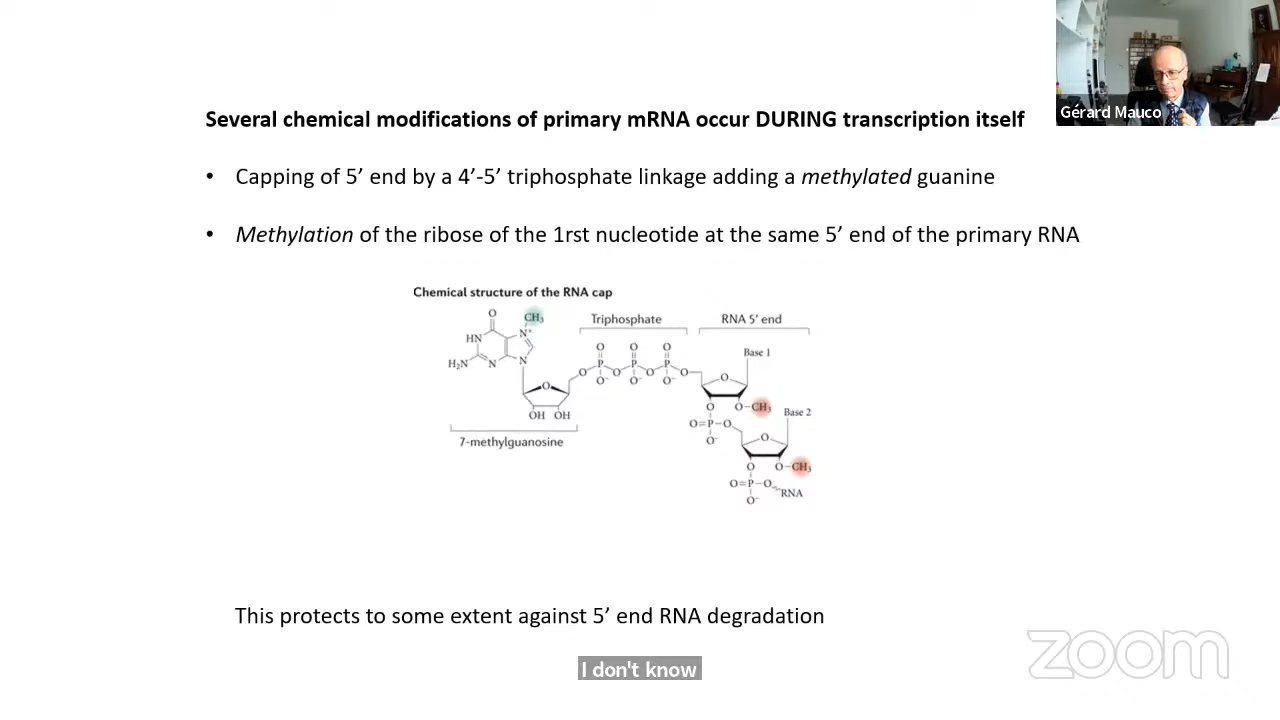 Several chemical modifications of primary mRNA occur DURING transcription itself
Gérard Mauco
• Capping of 5’ end by a 4’-5’ triphosphate linkage adding a methylated guanine
• Methylation of the ribose of the 1rst nucleotide at the same 5’ end of the primary RNA
Chemical structure of the RNA cap
O
CH₃
Triphosphate
RNA 5′ end
HN
N⁺
H₂N
N
N
O
O
O
Base 1
O
P
O
P
O
P
O
O⁻
O⁻
O⁻
O
O
OH
OH
O
O–CH₃
Base 2
7-methylguanosine
O=P–O
O⁻
O
O
O–CH₃
O=P–O
RNA
O⁻
This protects to some extent against 5’ end RNA degradation
zoom
I don't know